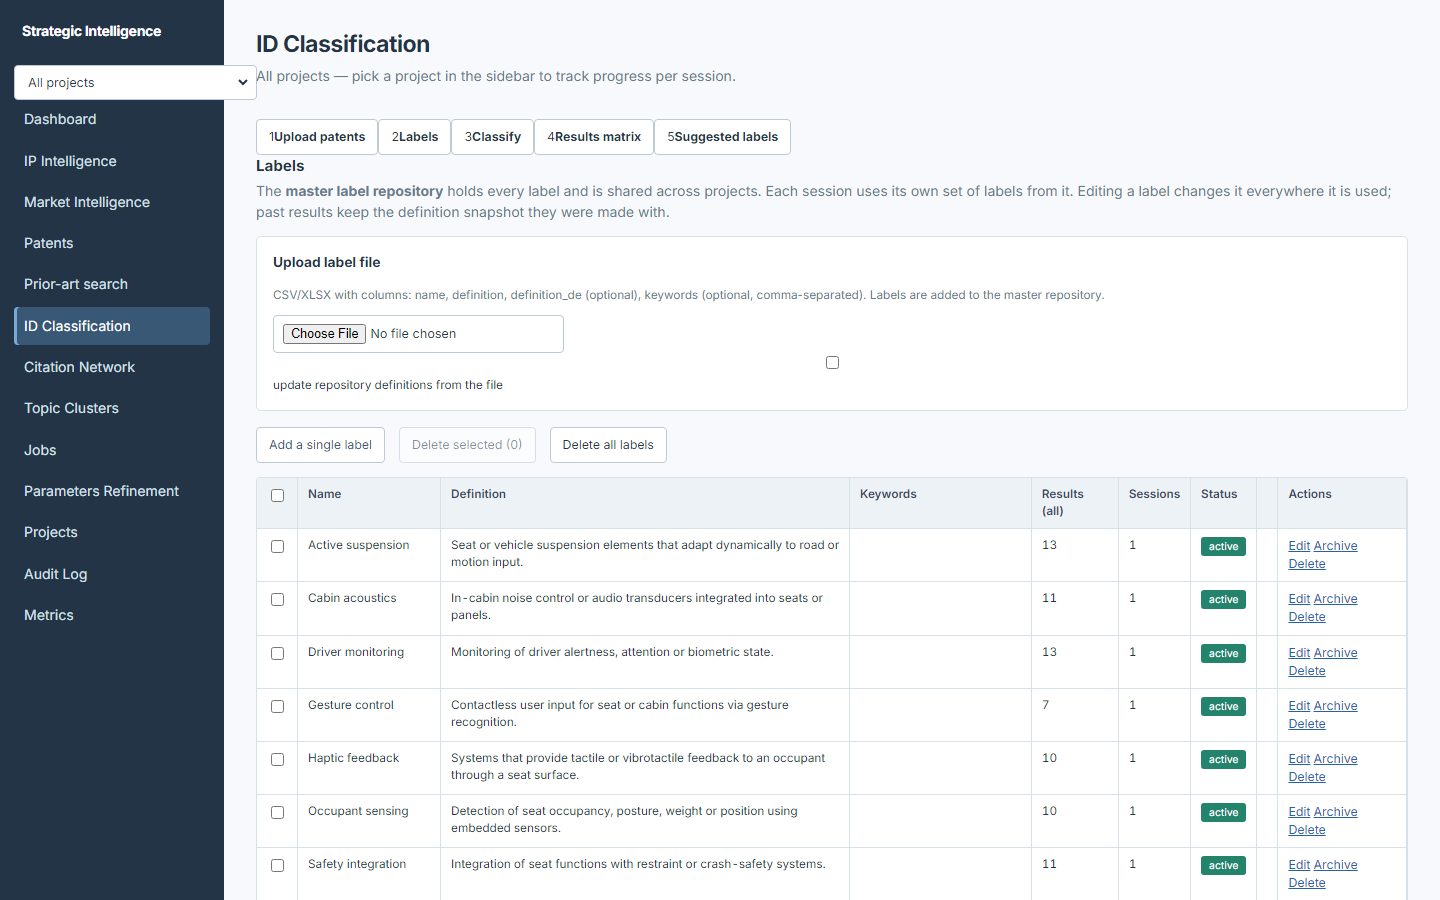 Strategic Intelligence
All projects
Dashboard
IP Intelligence
Market Intelligence
Patents
Prior-art search
ID Classification
Citation Network
Topic Clusters
Jobs
Parameters Refinement
Projects
Audit Log
Metrics
ID Classification
All projects — pick a project in the sidebar to track progress per session.
1Upload patents 2Labels 3Classify 4Results matrix 5Suggested labels
Labels
The master label repository holds every label and is shared across projects. Each session uses its own set of labels from it. Editing a label changes it everywhere it is used;
past results keep the definition snapshot they were made with.
Upload label file
CSV/XLSX with columns: name, definition, definition_de (optional), keywords (optional, comma-separated). Labels are added to the master repository.
Choose File No file chosen
update repository definitions from the file
Add a single label Delete selected (0) Delete all labels
Name Definition Keywords Results Sessions Status Actions
(all)
Active suspension Seat or vehicle suspension elements that adapt dynamically to road or 13 1 active Edit Archive
motion input. Delete
Cabin acoustics In-cabin noise control or audio transducers integrated into seats or 11 1 active Edit Archive
panels. Delete
Driver monitoring Monitoring of driver alertness, attention or biometric state. 13 1 active Edit Archive
Delete
Gesture control Contactless user input for seat or cabin functions via gesture 7 1 active Edit Archive
recognition. Delete
Haptic feedback Systems that provide tactile or vibrotactile feedback to an occupant 10 1 active Edit Archive
through a seat surface. Delete
Occupant sensing Detection of seat occupancy, posture, weight or position using 10 1 active Edit Archive
embedded sensors. Delete
Safety integration Integration of seat functions with restraint or crash-safety systems. 11 1 active Edit Archive
Delete